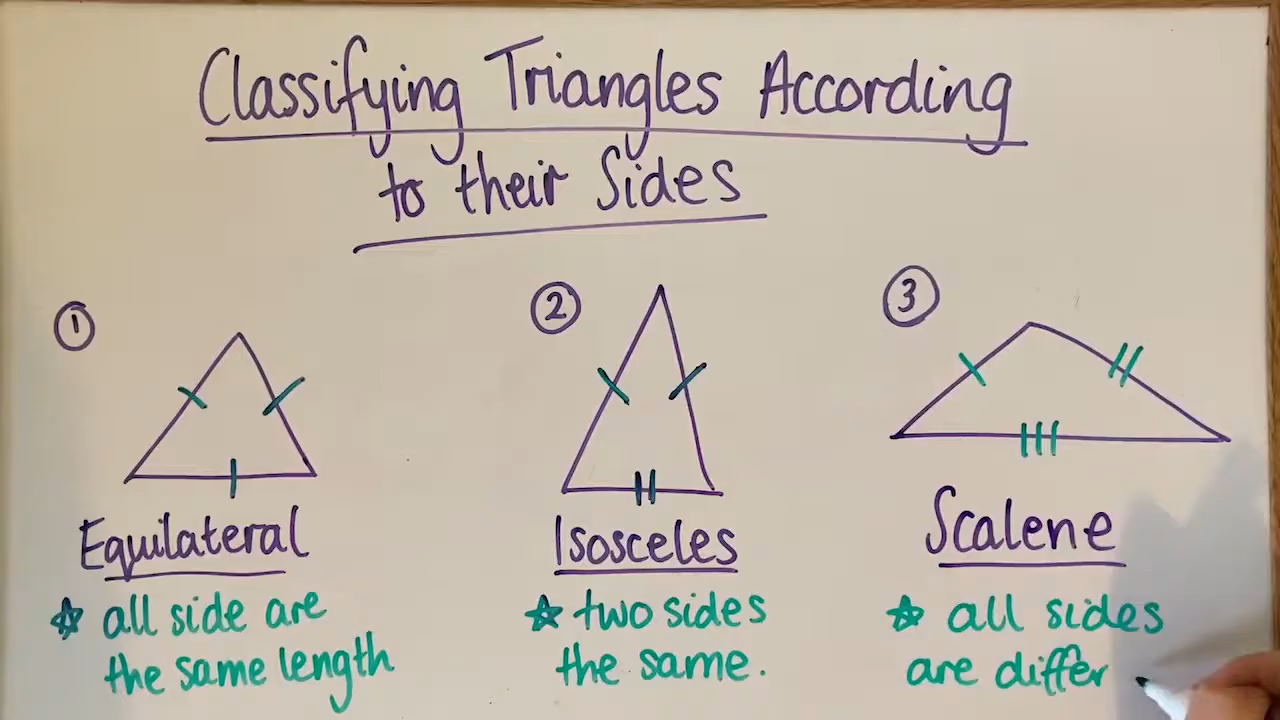 Classifying Triangles According
to their Sides
1
2
3
Equilateral
Isosceles
Scalene
☆ all side are
the same length
☆ two sides
the same.
☆ all sides
are differ